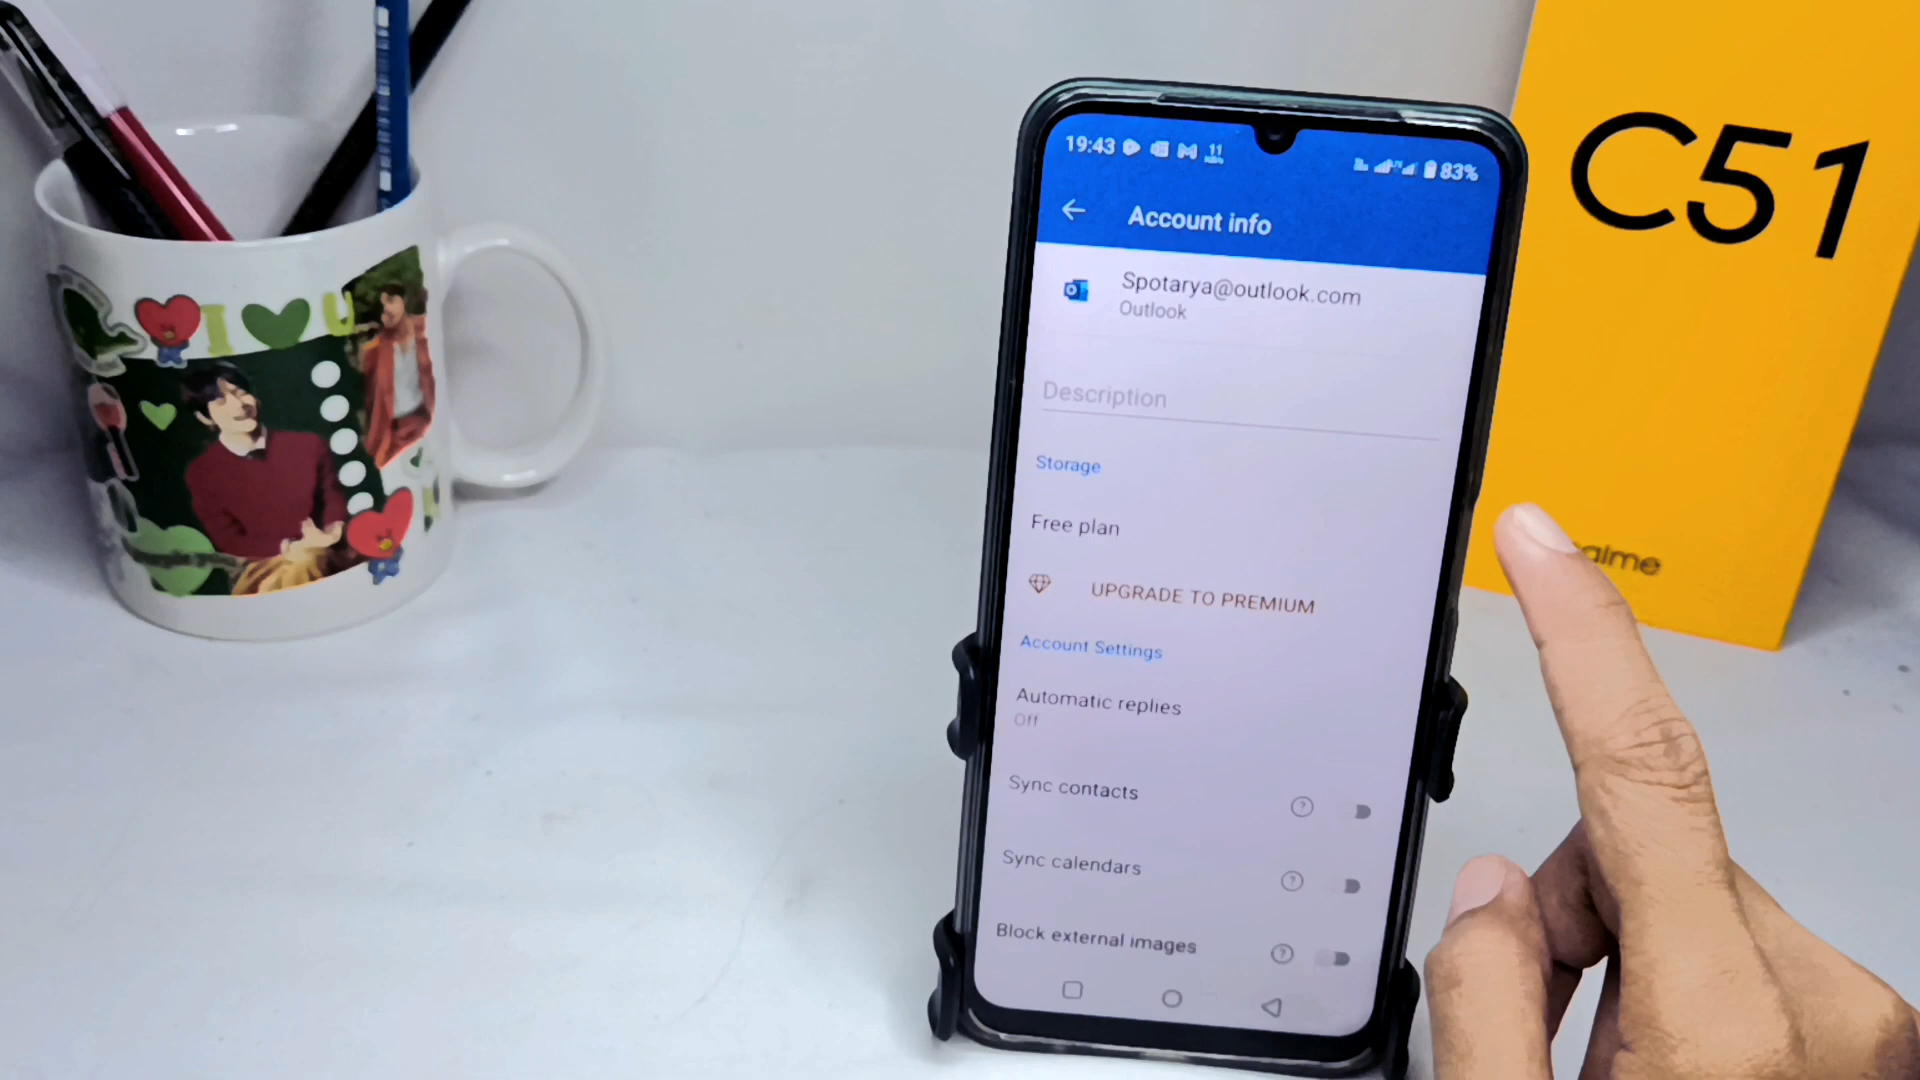 I U
19:43
83%
Account info
Spotarya@outlook.com
Outlook
Description
Storage
Free plan
UPGRADE TO PREMIUM
Account Settings
Automatic replies
Off
Sync contacts
?
Sync calendars
?
Block external images
?
C51
alme